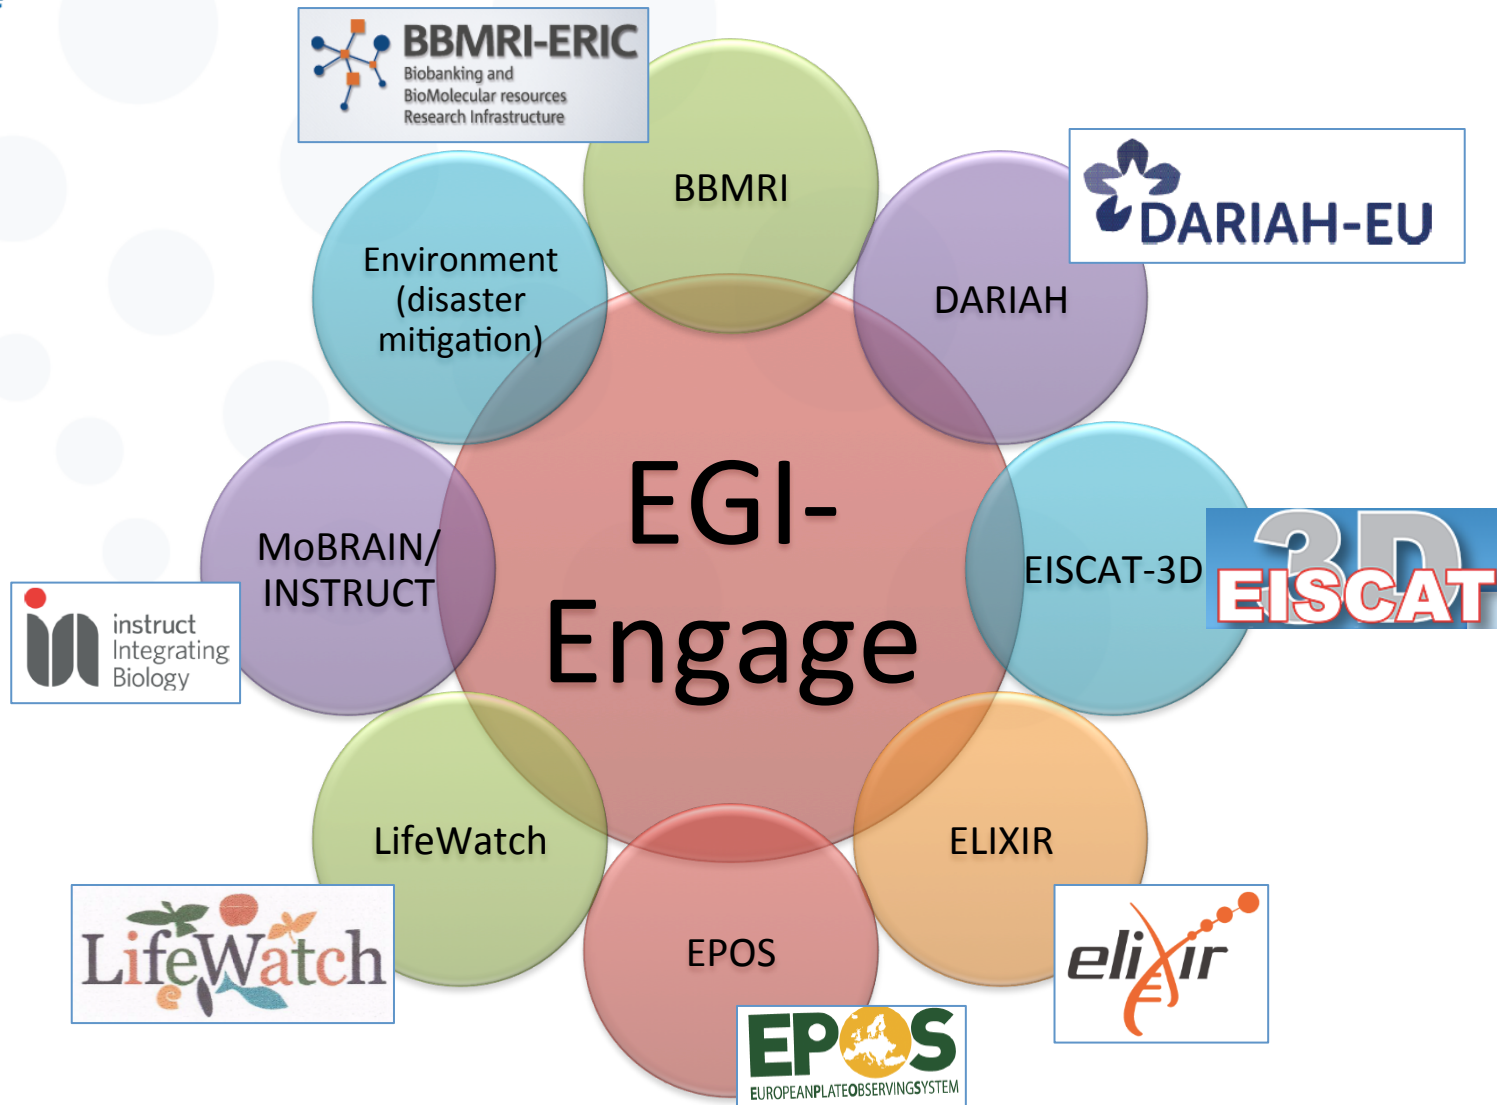 BBMRI-ERIC
Biobanking and
BioMolecular resources
Research Infrastructure
BBMRI
DARIAH-EU
Environment
(disaster
mitigation)
DARIAH
EGI-
Engage
MoBRAIN/
INSTRUCT
EISCAT-3D
3D
EISCAT
instruct
Integrating
Biology
LifeWatch
ELIXIR
LifeWatch
EPOS
elixir
EPOS
EUROPEANPLATEOBSERVINGSYSTEM